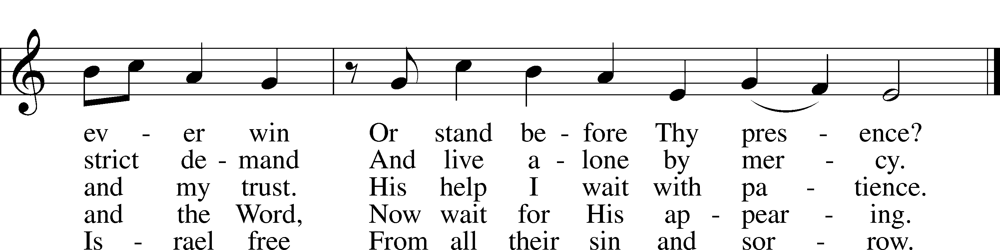 ev - er win Or stand be - fore Thy pres - ence?
strict de - mand And live a - lone by mer - cy.
and my trust. His help I wait with pa - tience.
and the Word, Now wait for His ap - pear - ing.
Is - rael free From all their sin and sor - row.